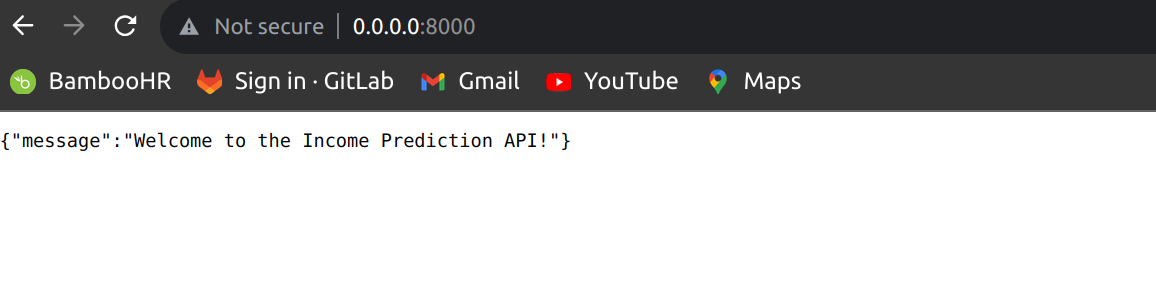 Not secure | 0.0.0.0:8000
BambooHR Sign in · GitLab Gmail YouTube Maps
{"message":"Welcome to the Income Prediction API!"}